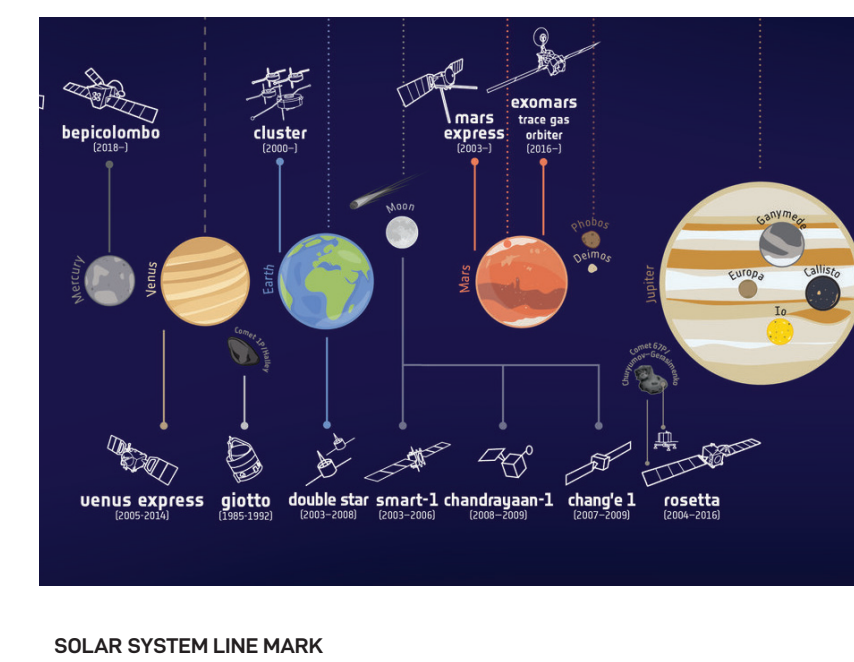 bepicolombo
(2018–)
cluster
(2000–)
mars
express
(2003–)
exomars
trace gas
orbiter
(2016–)
Mercury
Venus
Earth
Moon
Mars
Phobos
Deimos
Jupiter
Ganymede
Europa
Callisto
Io
Comet 1P/Halley
Comet 67P/
Churyumov-Gerasimenko
venus express
(2005-2014)
giotto
(1985-1992)
double star
(2003–2008)
smart-1
(2003–2006)
chandrayaan-1
(2008–2009)
chang'e 1
(2007–2009)
rosetta
(2004–2016)
SOLAR SYSTEM LINE MARK